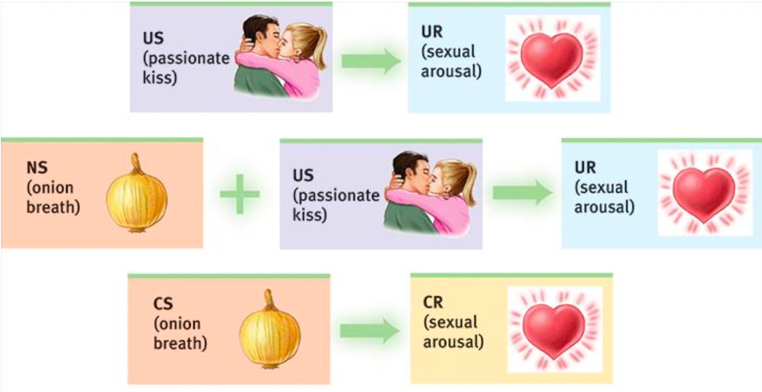 US
(passionate
kiss)
UR
(sexual
arousal)
NS
(onion
breath)
US
(passionate
kiss)
UR
(sexual
arousal)
CS
(onion
breath)
CR
(sexual
arousal)